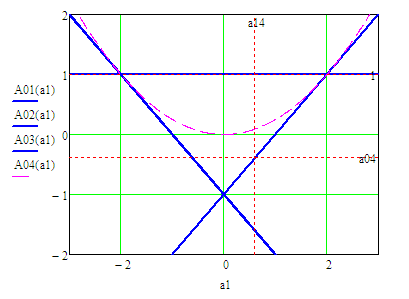 2
a14
1
1
A01(a1)
A02(a1)
A03(a1)
A04(a1)
0
a04
− 1
− 2
− 2
0
2
a1